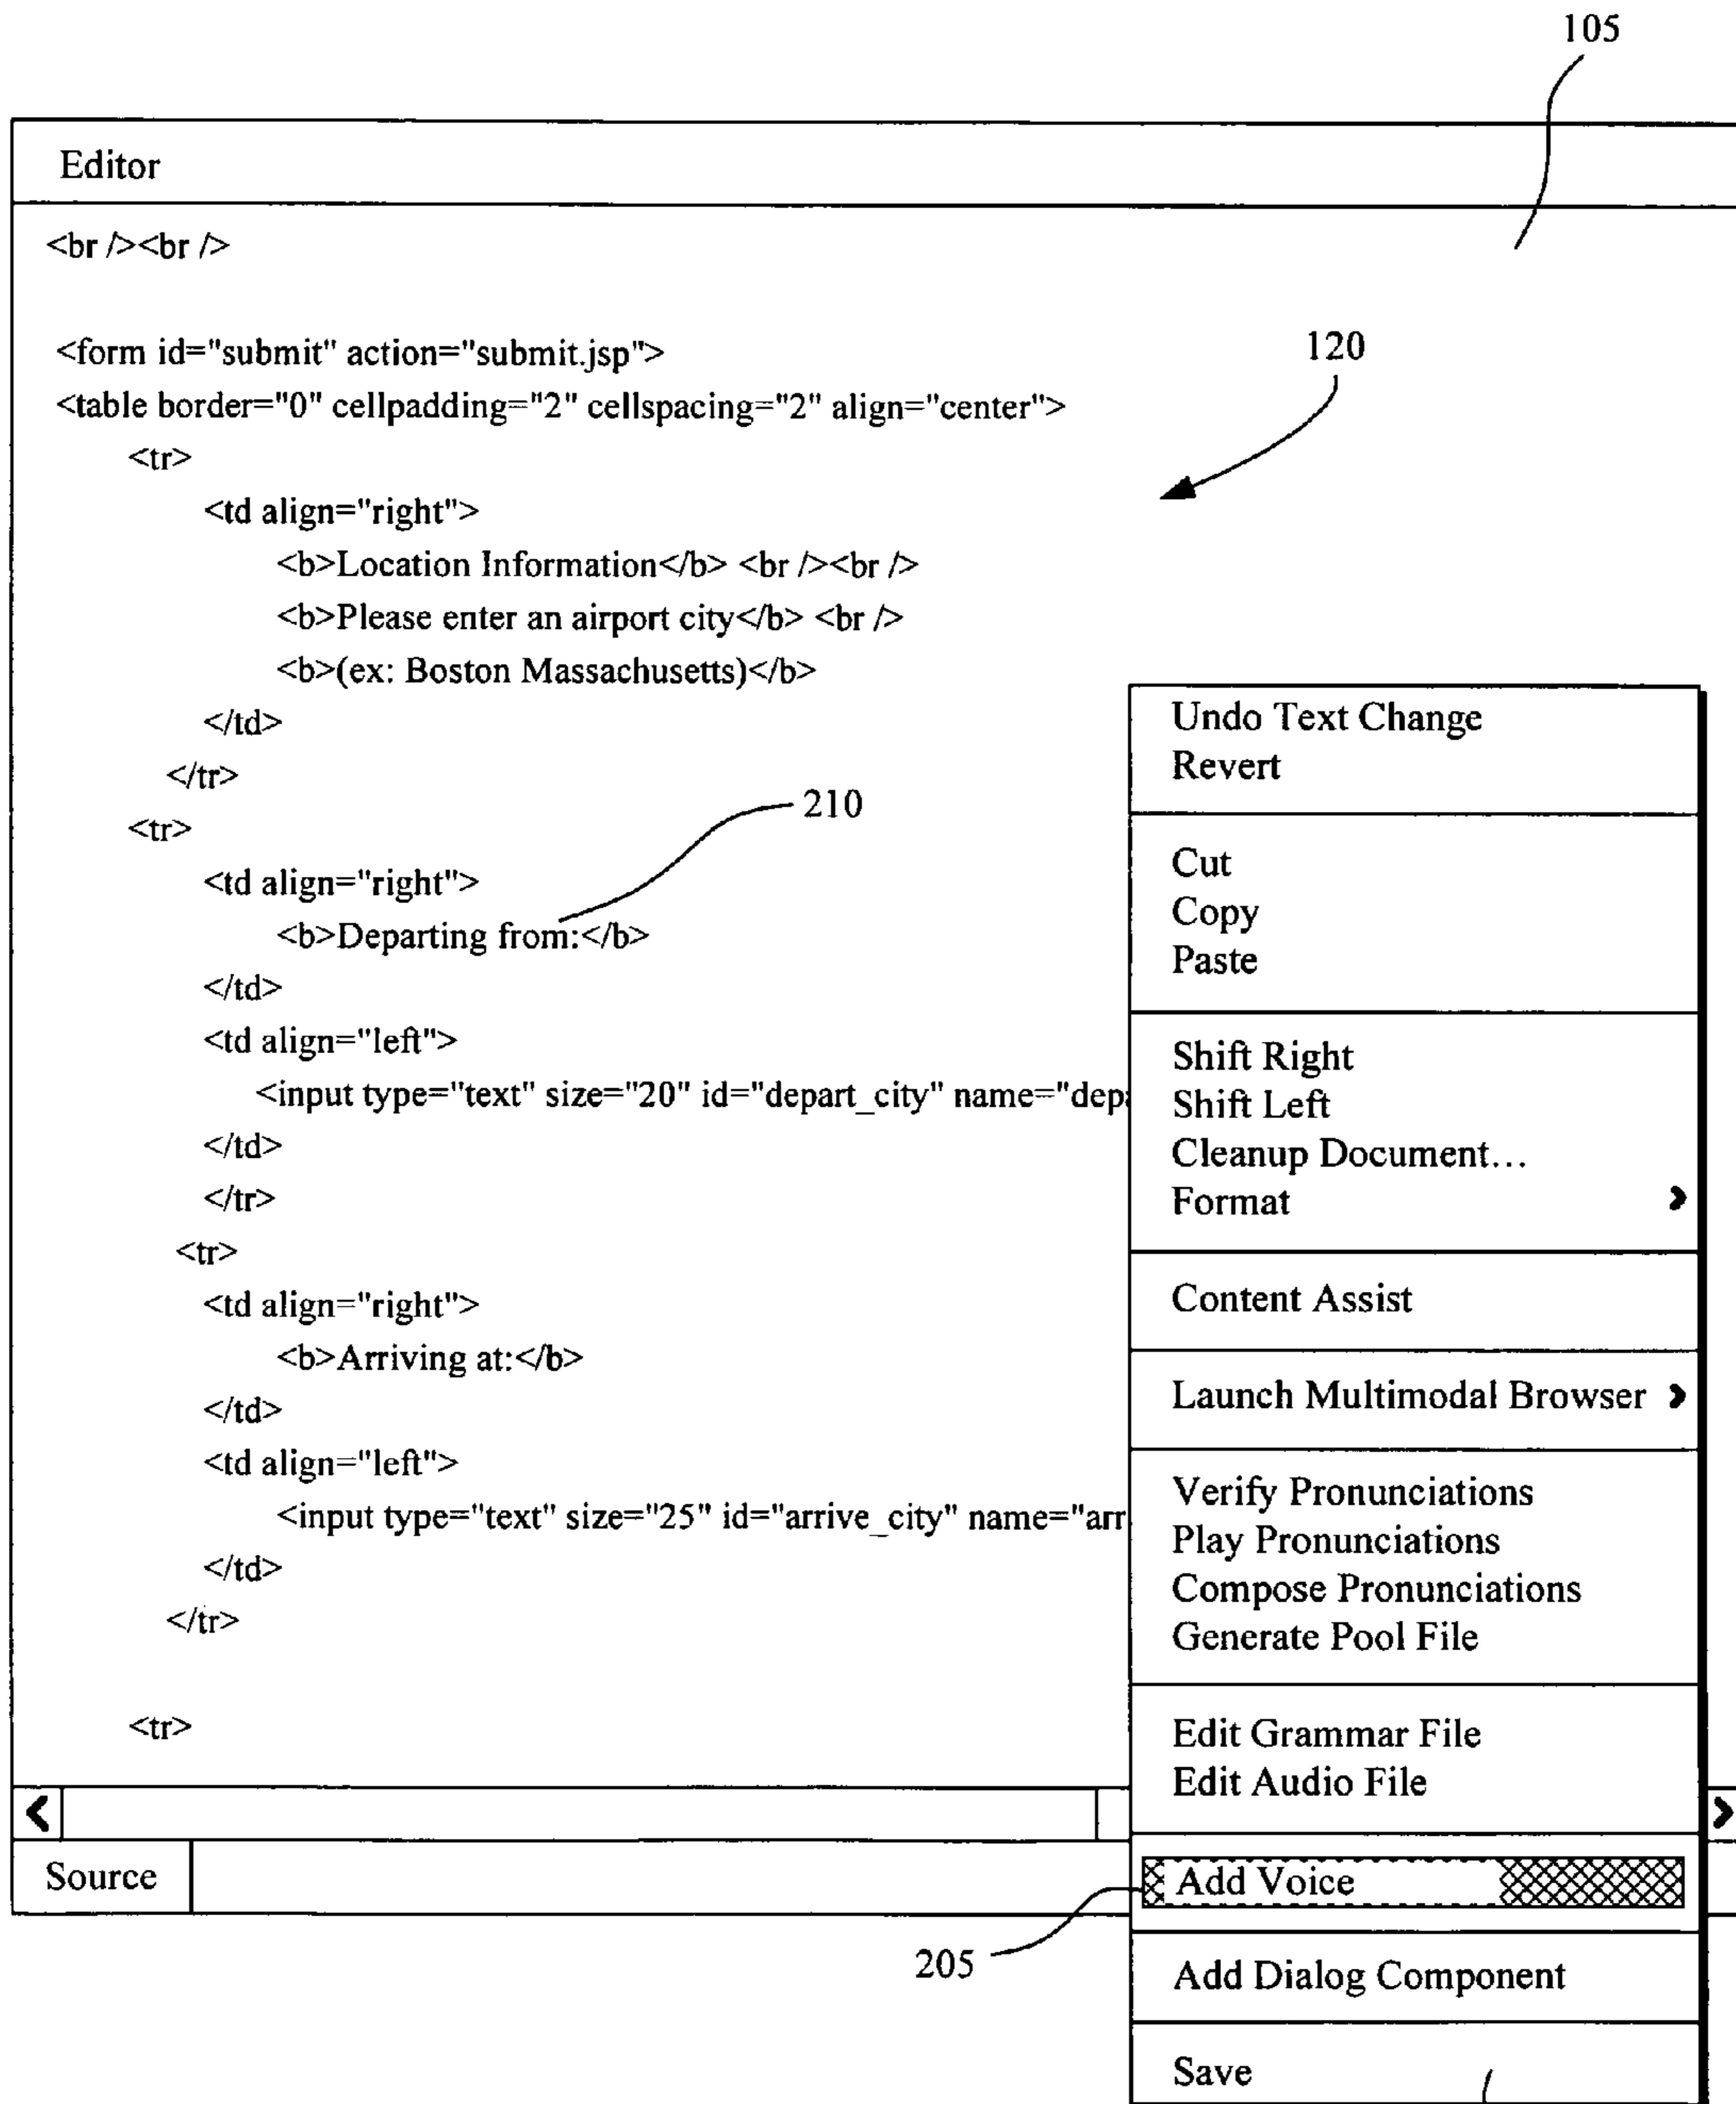 105
Editor
<br /><br />
<form id="submit" action="submit.jsp">
120
<table border="0" cellpadding="2" cellspacing="2" align="center">
<tr>
<td align="right">
<b>Location Information</b> <br /><br />
<b>Please enter an airport city</b> <br />
<b>(ex: Boston Massachusetts)</b>
</td>
</tr>
210
<tr>
<td align="right">
<b>Departing from:</b>
</td>
<td align="left">
<input type="text" size="20" id="depart_city" name="depa
</td>
</tr>
<tr>
<td align="right">
<b>Arriving at:</b>
</td>
<td align="left">
<input type="text" size="25" id="arrive_city" name="arr
</td>
</tr>
<tr>
Source
Undo Text Change
Revert
Cut
Copy
Paste
Shift Right
Shift Left
Cleanup Document...
Format
Content Assist
Launch Multimodal Browser
Verify Pronunciations
Play Pronunciations
Compose Pronunciations
Generate Pool File
Edit Grammar File
Edit Audio File
Add Voice
205
Add Dialog Component
Save